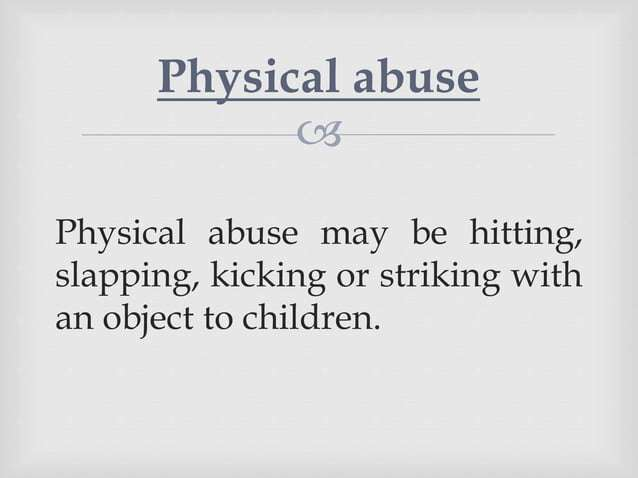 Physical abuse
Physical abuse may be hitting,
slapping, kicking or striking with
an object to children.